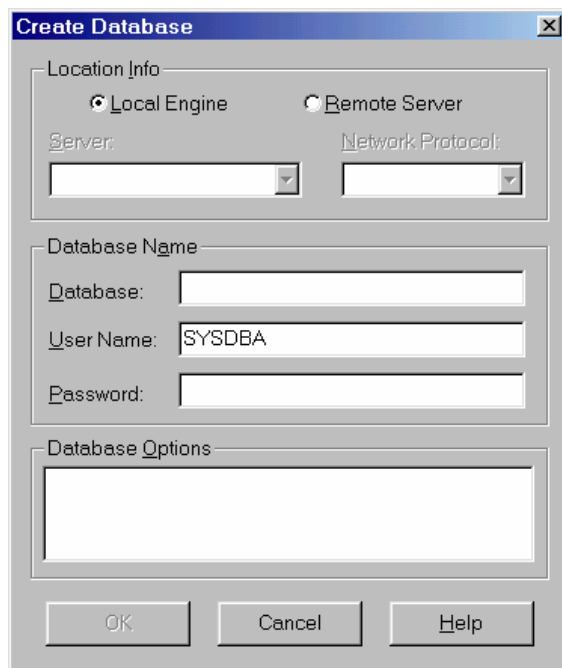 Create Database
Location Info
Local Engine Remote Server
Server: Network Protocol:
Database Name
Database:
User Name: SYSDBA
Password:
Database Options
OK Cancel Help